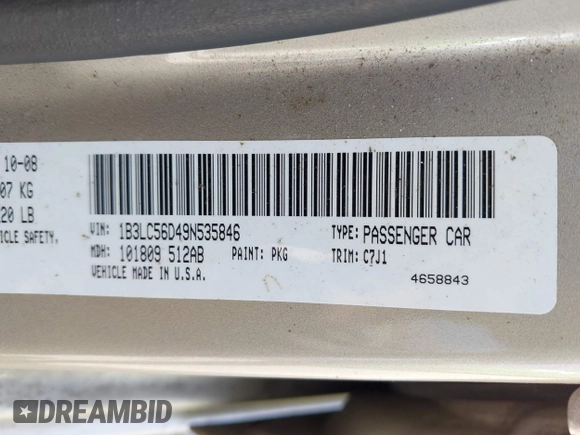 10-08
07 KG
20 LB
ICLE SAFETY,
VIN: 1B3LC56D49N535846 TYPE: PASSENGER CAR
MDH: 101809 512AB PAINT: PKG TRIM: C7J1
VEHICLE MADE IN U.S.A.
4658843
DREAMBID